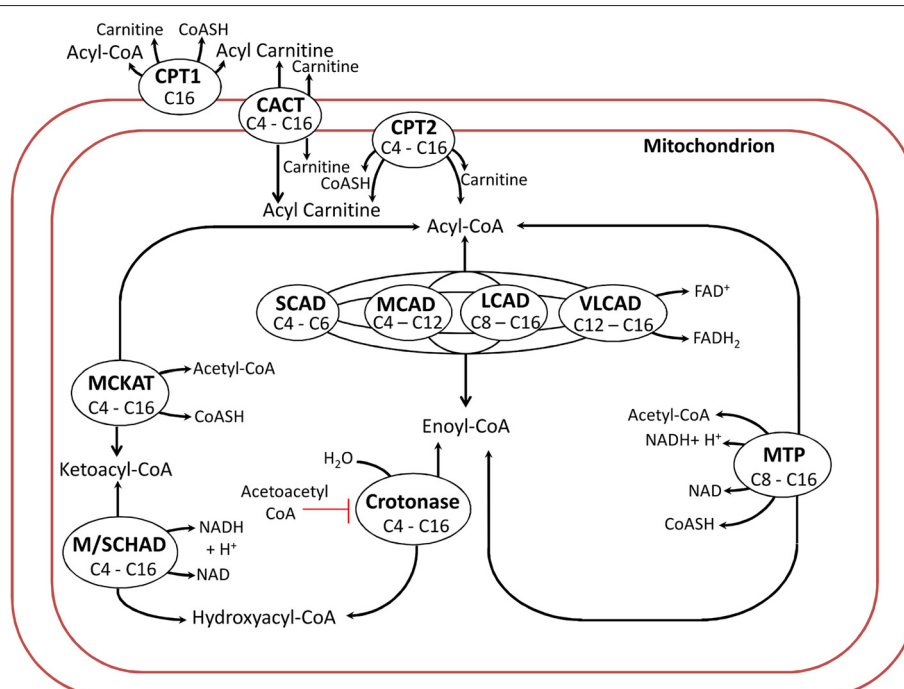 Carnitine
CoASH
Acyl-CoA
Acyl Carnitine
CPT1
C16
Carnitine
CACT
C4 - C16
CPT2
C4 - C16
Mitochondrion
Carnitine
CoASH
Carnitine
Acyl Carnitine
Acyl-CoA
SCAD
C4 - C6
MCAD
C4 – C12
LCAD
C8 – C16
VLCAD
C12 – C16
FAD⁺
FADH₂
MCKAT
C4 - C16
Acetyl-CoA
CoASH
Enoyl-CoA
Acetyl-CoA
NADH+ H⁺
MTP
C8 - C16
NAD
CoASH
Ketoacyl-CoA
H₂O
Acetoacetyl
CoA
Crotonase
C4 - C16
M/SCHAD
C4 - C16
NADH
+ H⁺
NAD
Hydroxyacyl-CoA